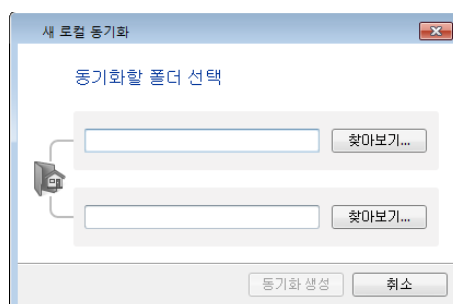 새 로컬 동기화
동기화할 폴더 선택
찾아보기...
찾아보기...
동기화 생성
취소